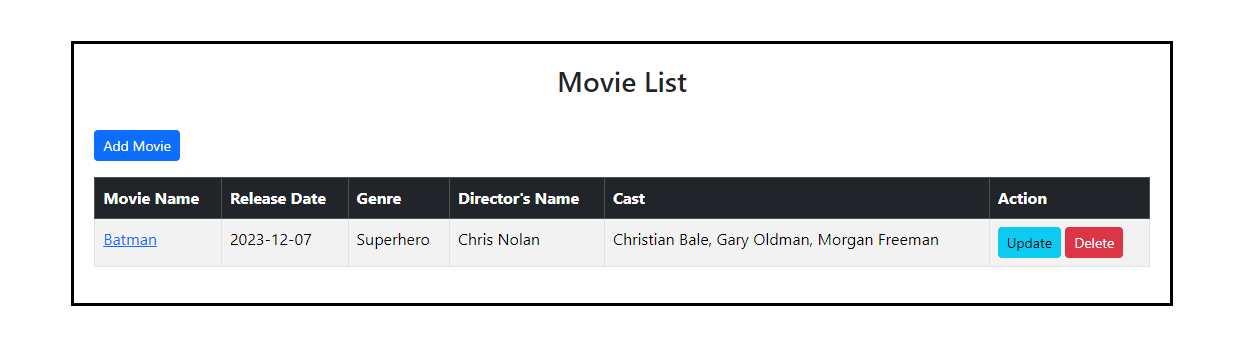 Movie List
Add Movie
Movie Name Release Date Genre Director's Name Cast Action
Batman 2023-12-07 Superhero Chris Nolan Christian Bale, Gary Oldman, Morgan Freeman Update Delete